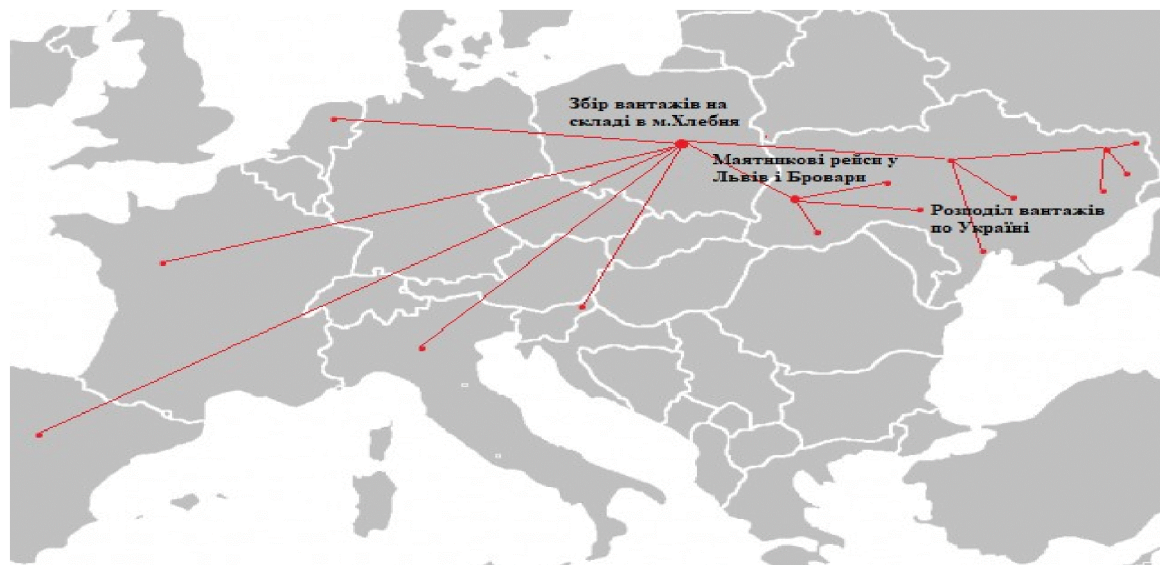 Збір вантажів на
складі в м.Хлебня
Маятникові рейси у
Львів і Бровари
Розподіл вантажів
по Україні